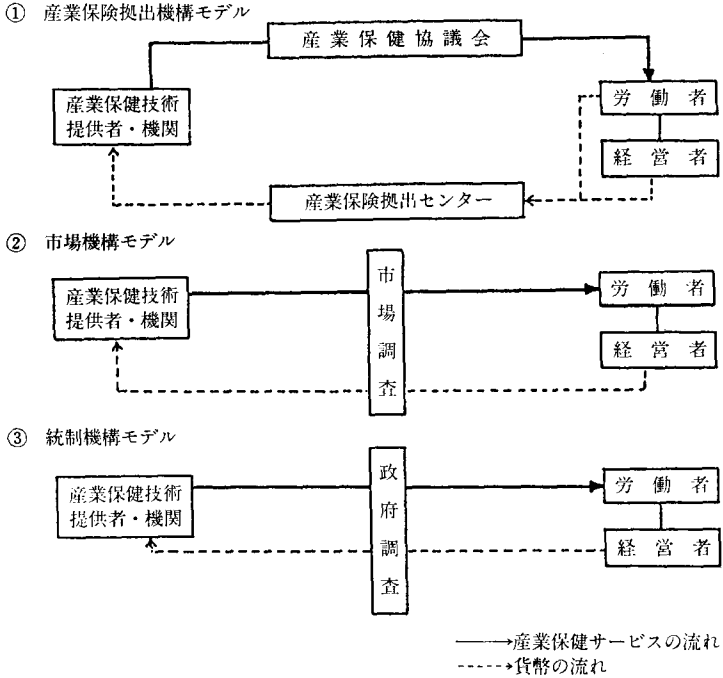 ① 産業保険拠出機構モデル
産業保健協議会
産業保健技術
提供者・機関
労働者
経営者
産業保険拠出センター
② 市場機構モデル
市場調査
産業保健技術
提供者・機関
労働者
経営者
③ 統制機構モデル
政府調査
産業保健技術
提供者・機関
労働者
経営者
→産業保健サービスの流れ
→貨幣の流れ